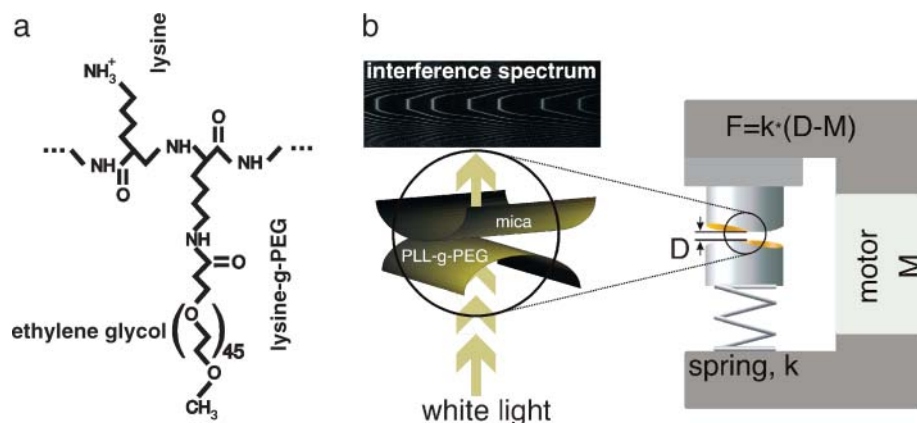 a
NH3+
lysine
NH
O
NH
O
NH
NH
O
lysine-g-PEG
ethylene glycol
O
45
O
CH3
b
interference spectrum
mica
PLL-g-PEG
white light
F=k*(D-M)
D
motor
M
spring, k